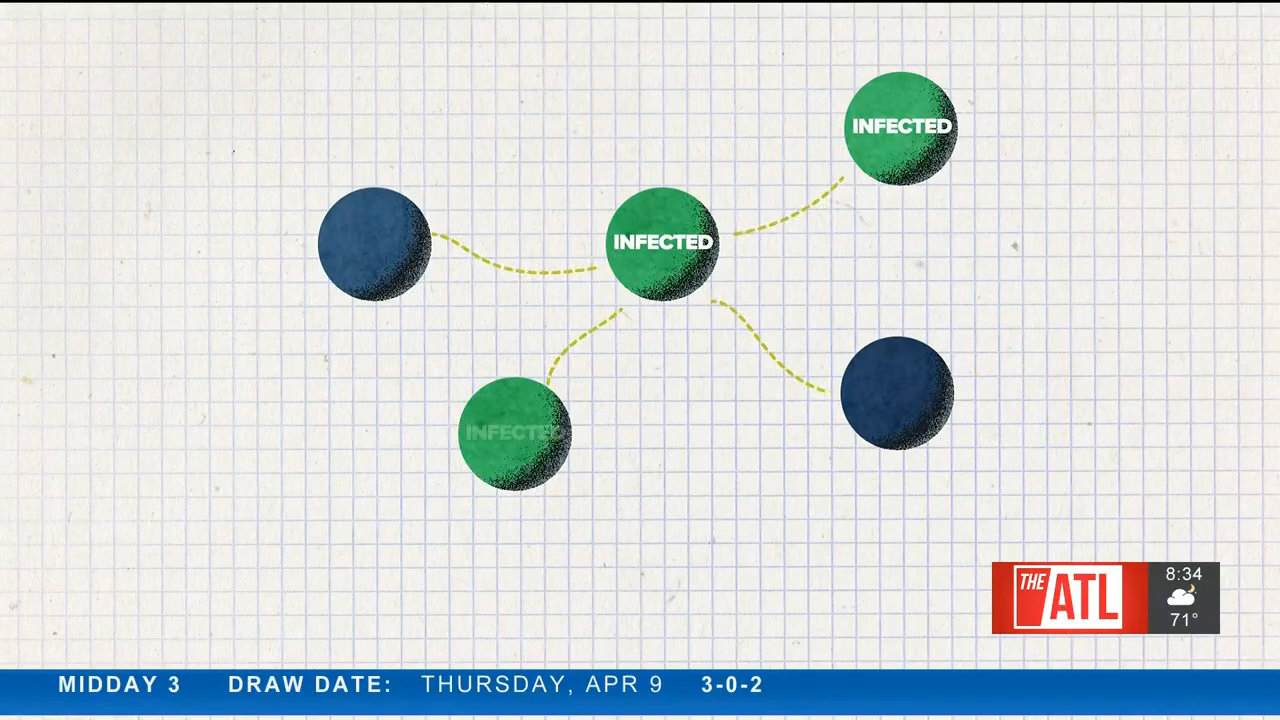 INFECTED
INFECTED
INFECTED
THE ATL
8:34
71°
MIDDAY 3 DRAW DATE: THURSDAY, APR 9 3-0-2